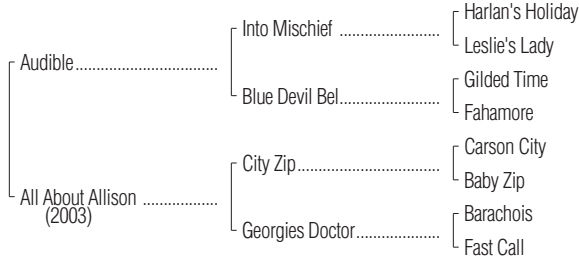 Harlan's Holiday
Into Mischief ........................
Leslie's Lady
Audible..................................
Gilded Time
Blue Devil Bel........................
Fahamore
Carson City
City Zip..................................
Baby Zip
All About Allison ..................
(2003)
Barachois
Georgies Doctor....................
Fast Call